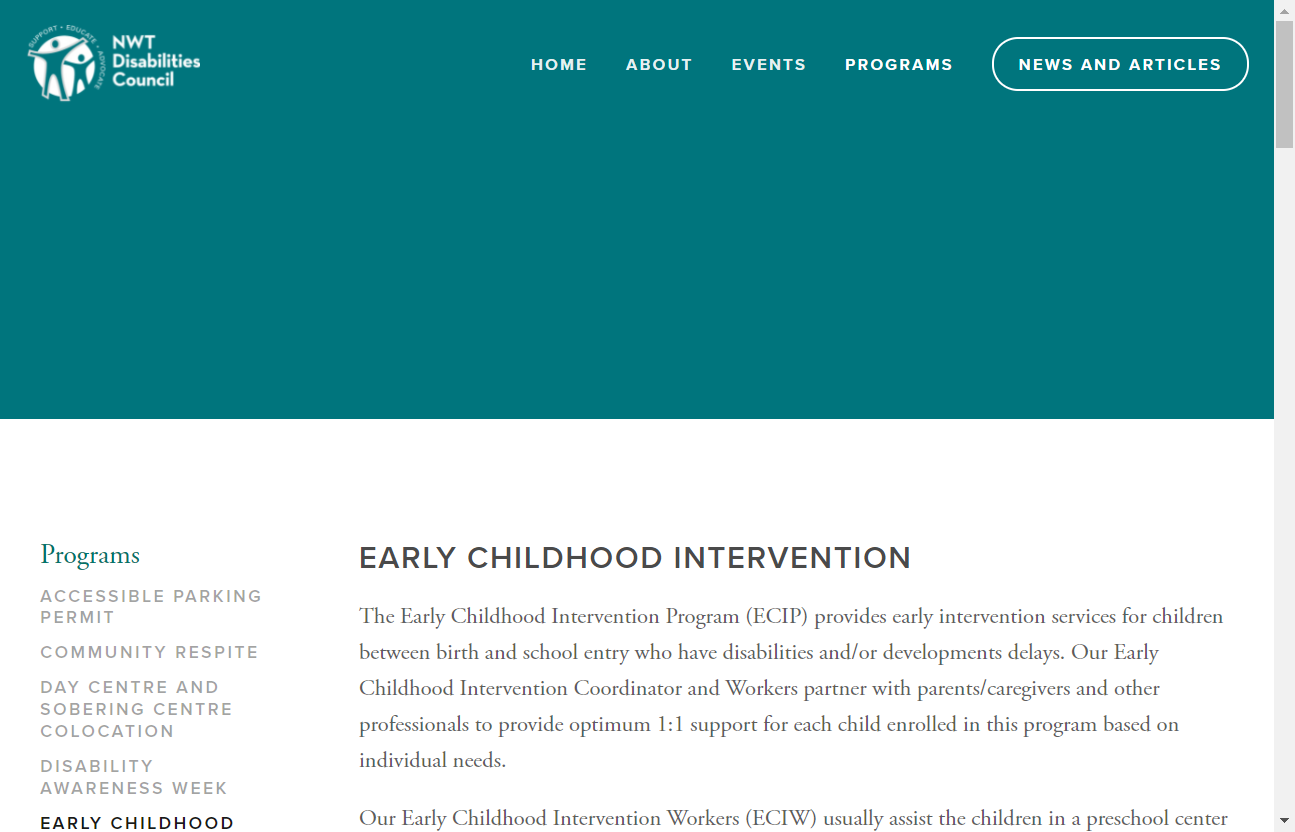 SUPPORT • EDUCATE • ADVOCATE
NWT
Disabilities
Council
HOME
ABOUT
EVENTS
PROGRAMS
NEWS AND ARTICLES
Programs
ACCESSIBLE PARKING
PERMIT
COMMUNITY RESPITE
DAY CENTRE AND
SOBERING CENTRE
COLOCATION
DISABILITY
AWARENESS WEEK
EARLY CHILDHOOD
EARLY CHILDHOOD INTERVENTION
The Early Childhood Intervention Program (ECIP) provides early intervention services for children
between birth and school entry who have disabilities and/or developments delays. Our Early
Childhood Intervention Coordinator and Workers partner with parents/caregivers and other
professionals to provide optimum 1:1 support for each child enrolled in this program based on
individual needs.
Our Early Childhood Intervention Workers (ECIW) usually assist the children in a preschool center